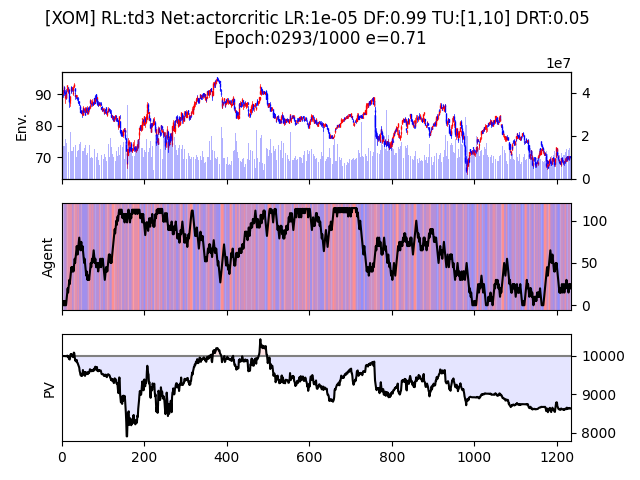 [XOM] RL:td3 Net:actorcritic LR:1e-05 DF:0.99 TU:[1,10] DRT:0.05
Epoch:0293/1000 e=0.71
1e7
Env.
90
80
70
4
2
0
Agent
100
50
0
PV
10000
9000
8000
0 200 400 600 800 1000 1200